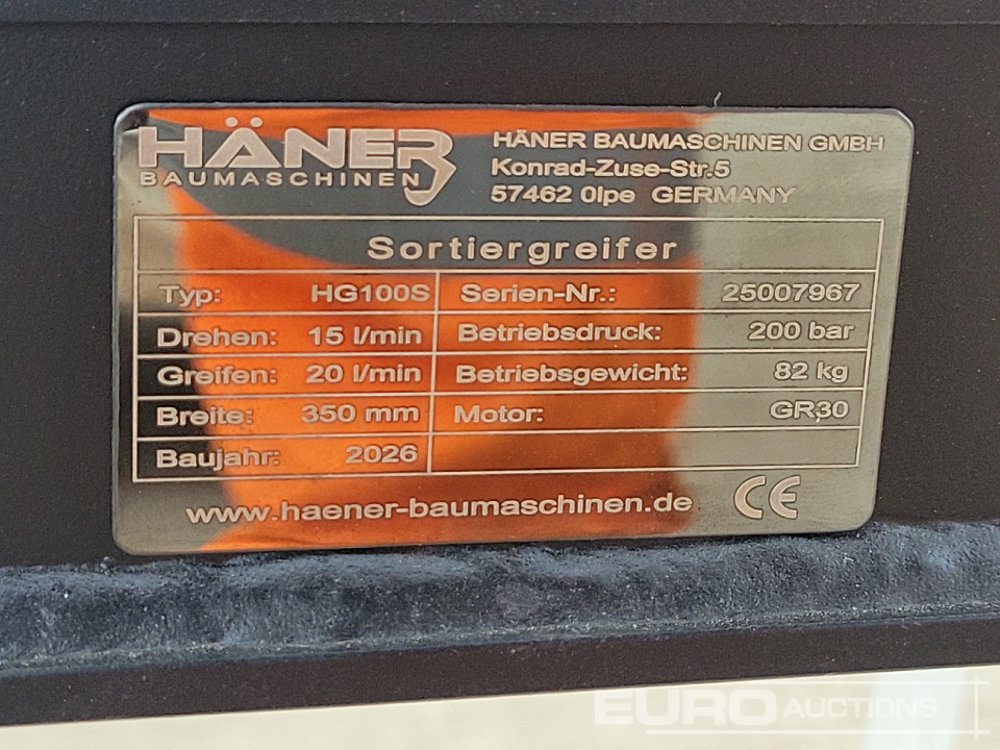 HÄNER
BAUMASCHINEN
HÄNER BAUMASCHINEN GMBH
Konrad-Zuse-Str.5
57462 Olpe GERMANY
Sortiergreifer
Typ: HG100S Serien-Nr.: 25007967
Drehen: 15 l/min Betriebsdruck: 200 bar
Greifen: 20 l/min Betriebsgewicht: 82 kg
Breite: 350 mm Motor: GR30
Baujahr: 2026
www.haener-baumaschinen.de CE
EURO AUCTIONS